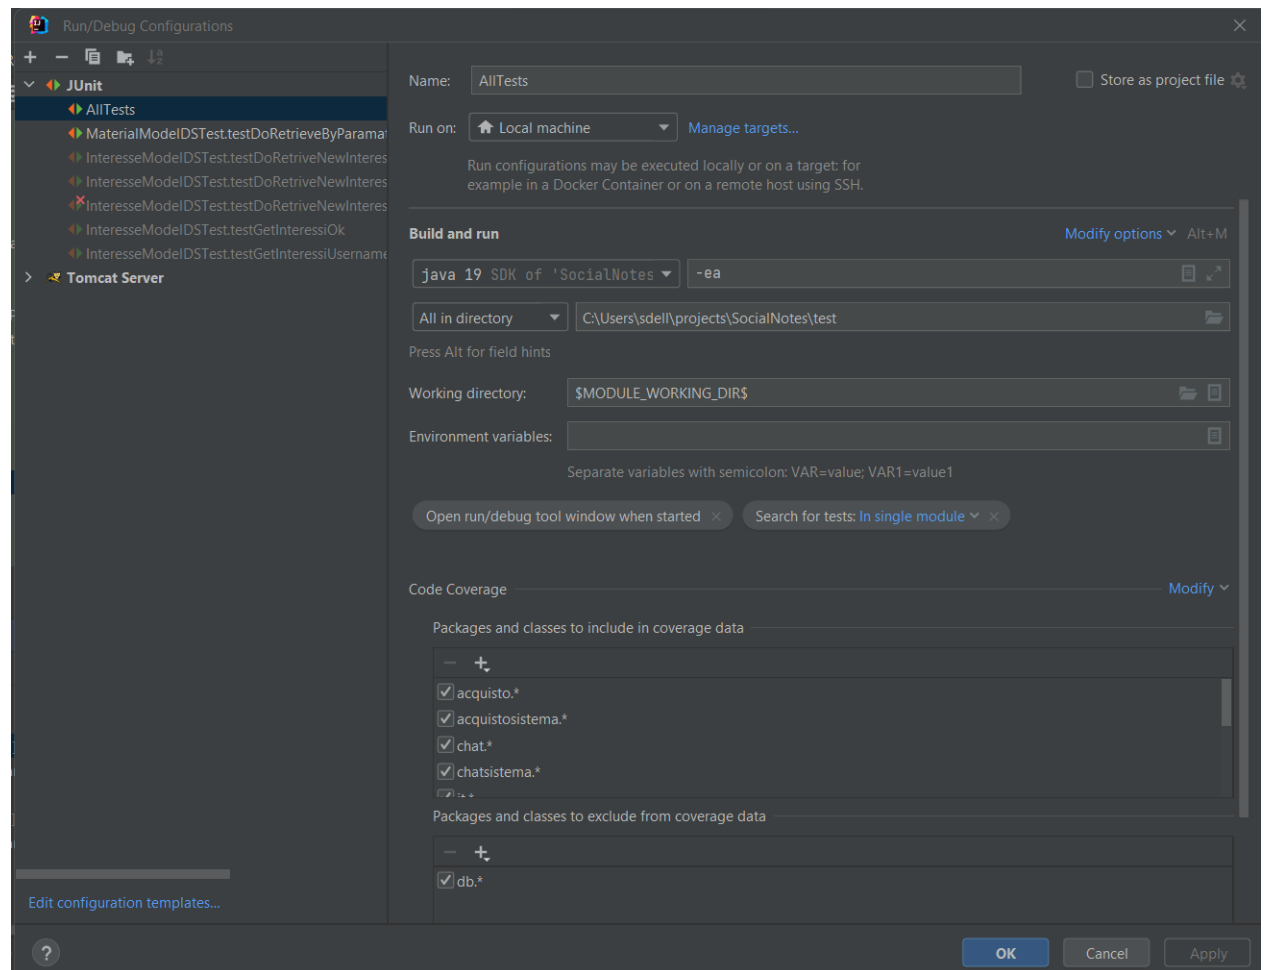 Run/Debug Configurations
JUnit
AllTests
MaterialModelDSTest.testDoRetrieveByParamat
InteresseModelDSTest.testDoRetriveNewInteres
InteresseModelDSTest.testDoRetriveNewInteres
InteresseModelDSTest.testDoRetriveNewInteres
InteresseModelDSTest.testGetInteressiOk
InteresseModelDSTest.testGetInteressiUsername
Tomcat Server
Edit configuration templates...
Name: AllTests Store as project file
Run on: Local machine Manage targets...
Run configurations may be executed locally or on a target: for
example in a Docker Container or on a remote host using SSH.
Build and run Modify options Alt+M
java 19 SDK of 'SocialNotes -ea
All in directory C:\Users\sdell\projects\SocialNotes\test
Press Alt for field hints
Working directory: $MODULE_WORKING_DIR$
Environment variables:
Separate variables with semicolon: VAR=value; VAR1=value1
Open run/debug tool window when started Search for tests: In single module
Code Coverage Modify
Packages and classes to include in coverage data
acquisto.*
acquistosistema.*
chat.*
chatsistema.*
it.*
Packages and classes to exclude from coverage data
db.*
? OK Cancel Apply